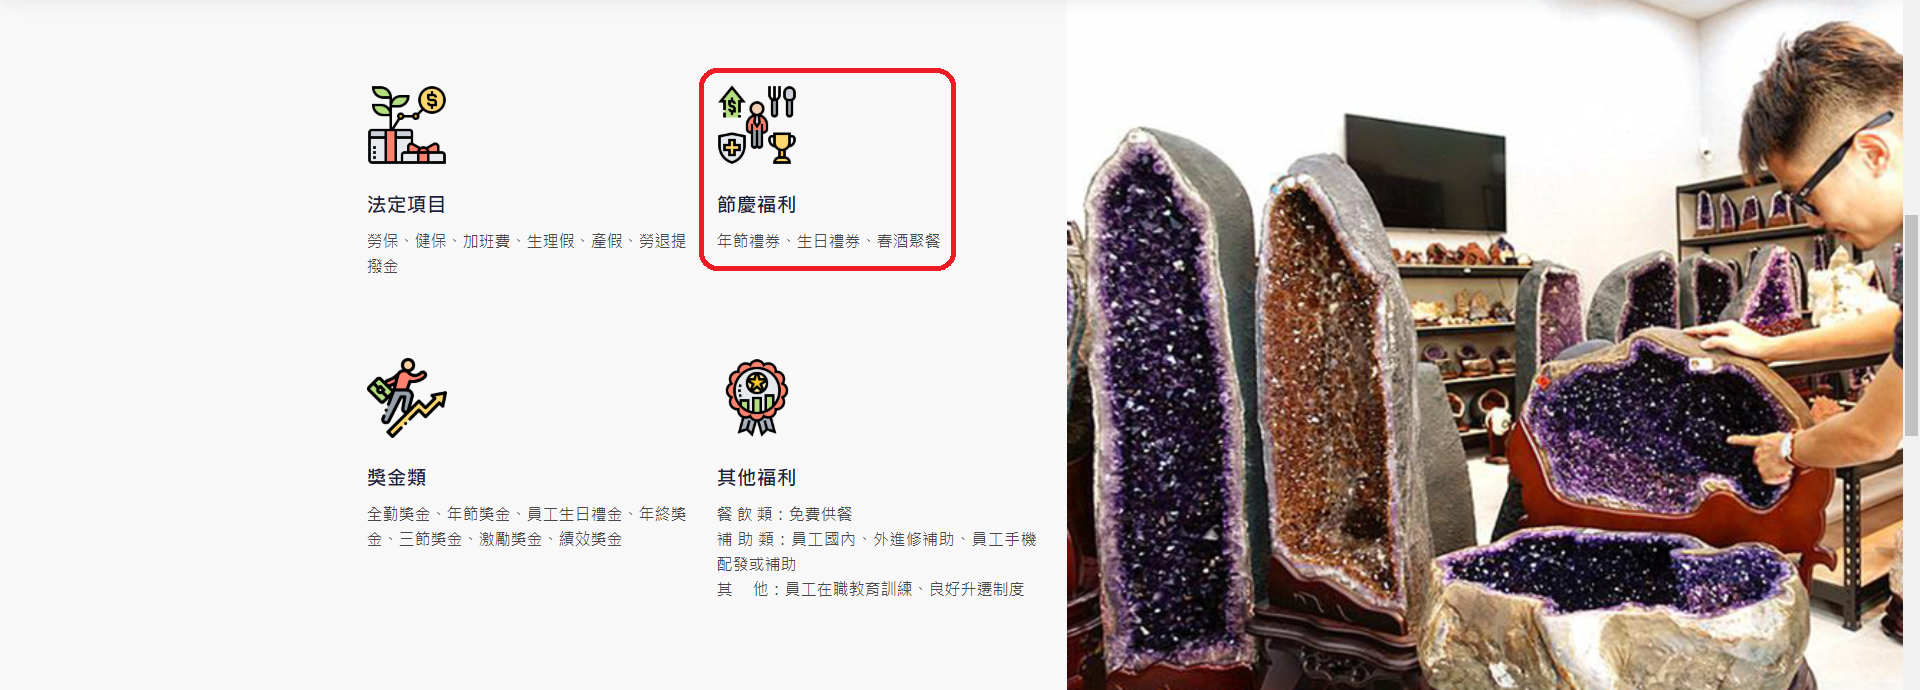 法定項目
勞保、健保、加班費、生理假、產假、勞退提
撥金
節慶福利
年節禮券、生日禮券、春酒聚餐
獎金類
全勤獎金、年節獎金、員工生日禮金、年終獎
金、三節獎金、激勵獎金、績效獎金
其他福利
餐 飲 類：免費供餐
補 助 類：員工國內、外進修補助、員工手機
配發或補助
其　 他：員工在職教育訓練、良好升遷制度